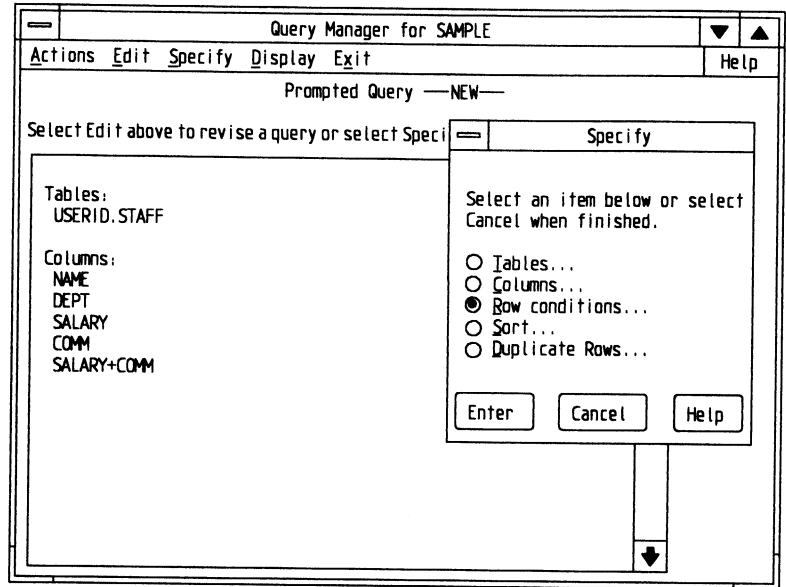 Query Manager for SAMPLE
Actions Edit Specify Display Exit Help
Prompted Query —NEW—
Select Edit above to revise a query or select Speci
Tables:
USERID.STAFF
Columns:
NAME
DEPT
SALARY
COMM
SALARY+COMM
Specify
Select an item below or select
Cancel when finished.
Tables...
Columns...
Row conditions...
Sort...
Duplicate Rows...
Enter Cancel Help